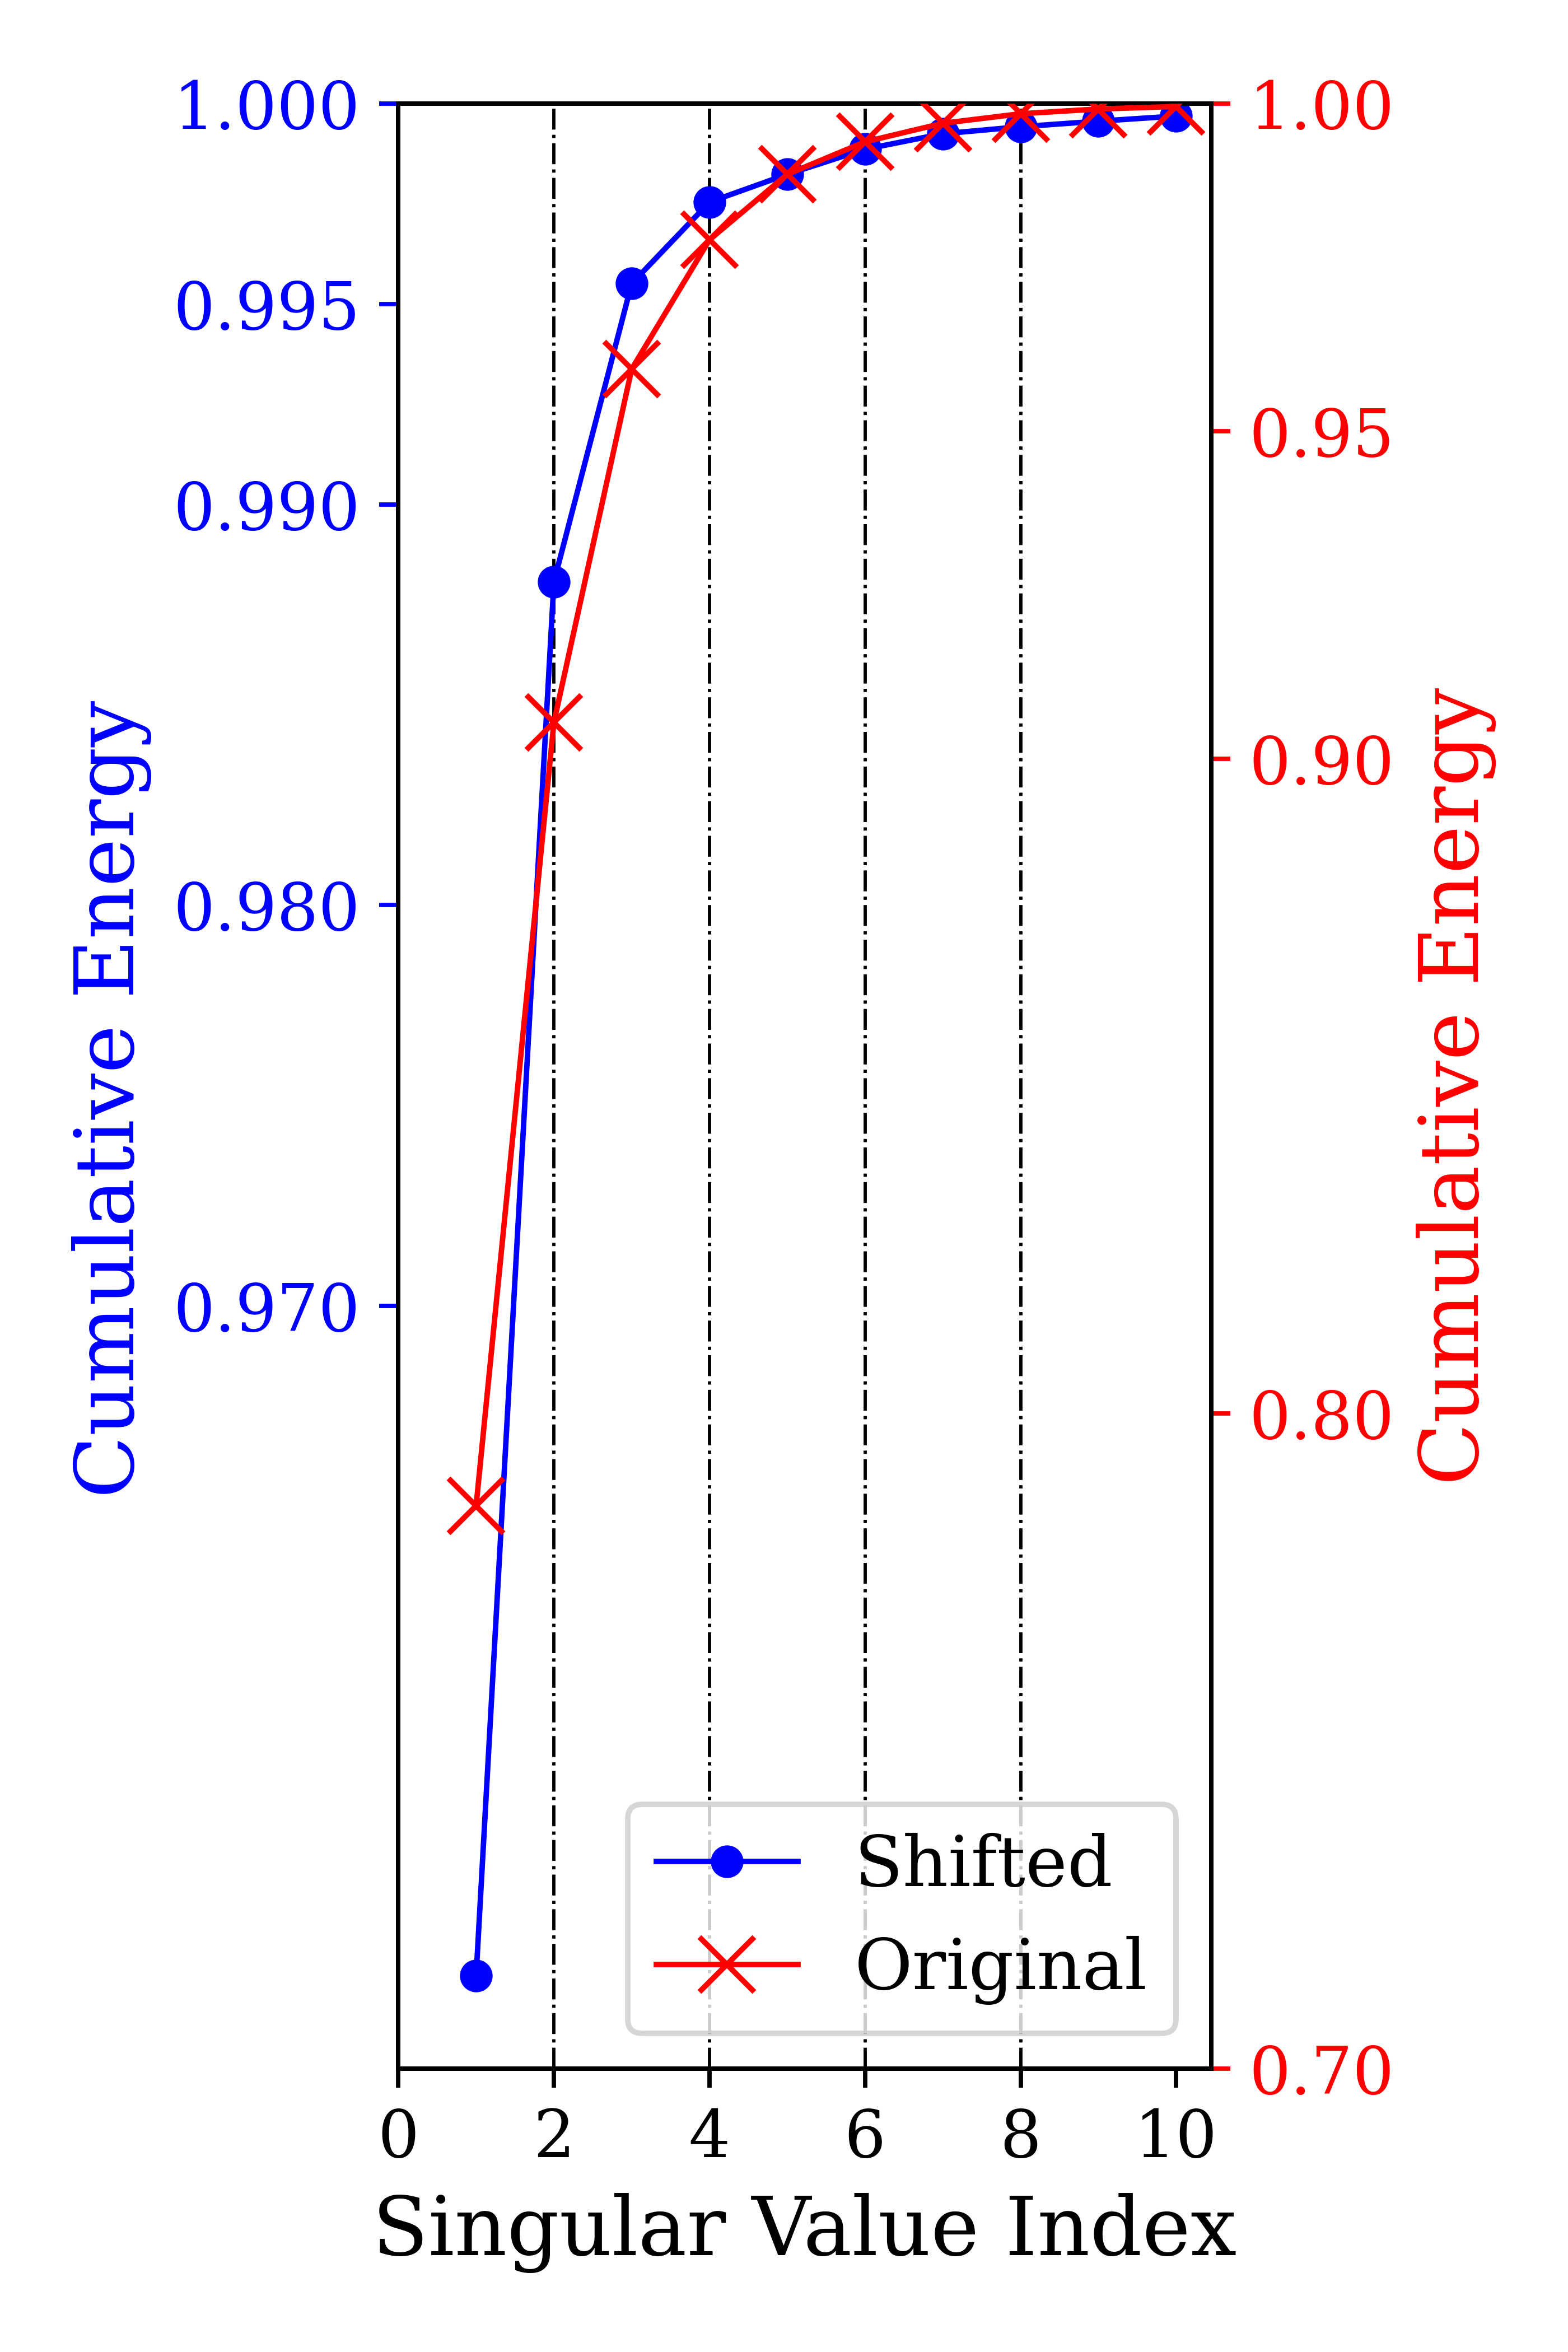 Cumulative Energy
1.000
0.995
0.990
0.980
0.970
Shifted
Original
0 2 4 6 8 10
Singular Value Index
1.00
0.95
0.90
0.80
0.70
Cumulative Energy